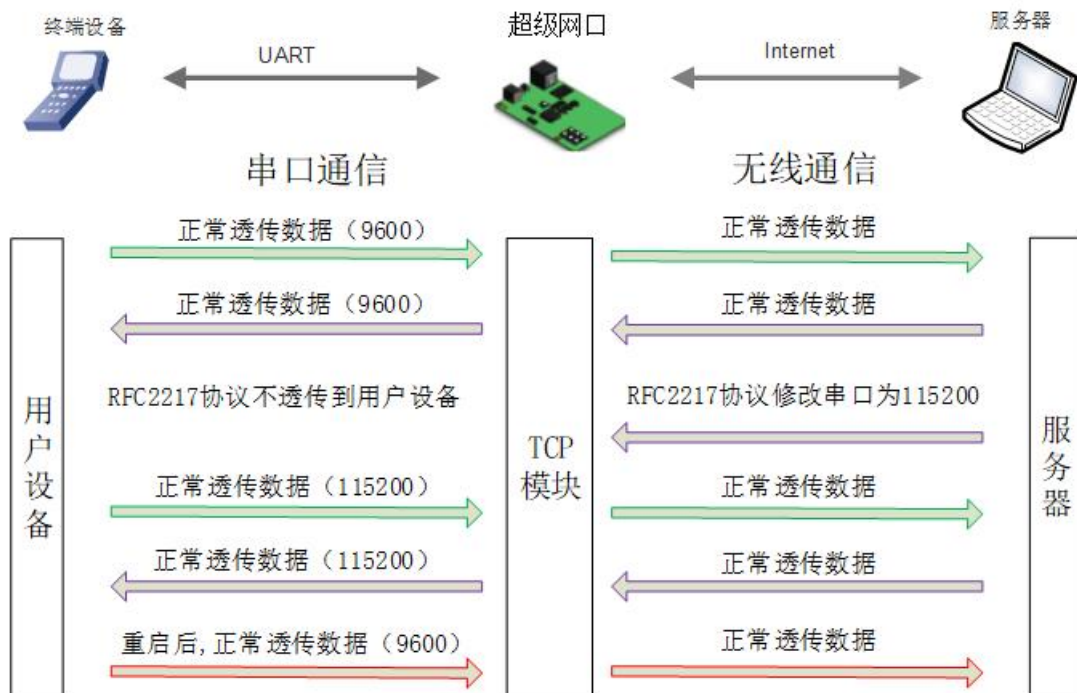 终端设备
超级网口
服务器
UART
Internet
串口通信
无线通信
正常透传数据（9600）
正常透传数据
正常透传数据（9600）
正常透传数据
RFC2217协议不透传到用户设备
RFC2217协议修改串口为115200
用户设备
TCP
模块
服务器
正常透传数据（115200）
正常透传数据
正常透传数据（115200）
正常透传数据
重启后,正常透传数据（9600）
正常透传数据